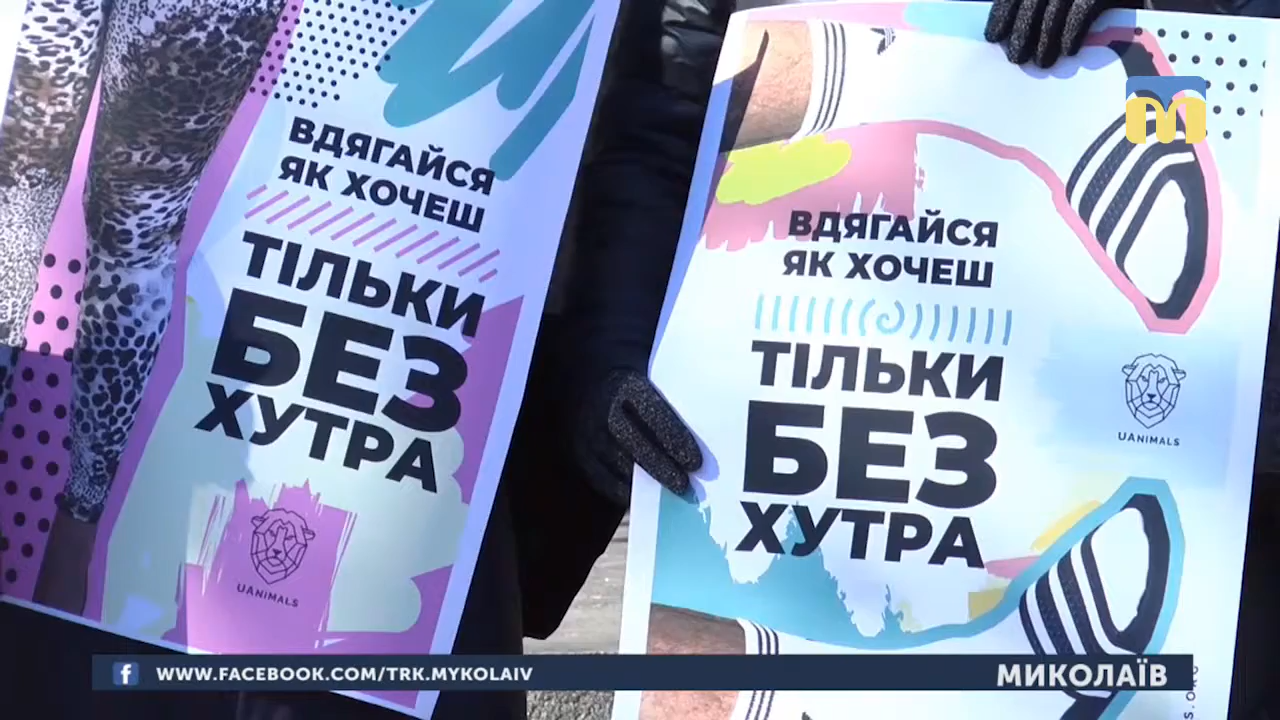 ВДЯГАЙСЯ
ЯК ХОЧЕШ
ТІЛЬКИ
БЕЗ
ХУТРА
UANIMALS
ВДЯГАЙСЯ
ЯК ХОЧЕШ
ТІЛЬКИ
БЕЗ
ХУТРА
UANIMALS
WWW.FACEBOOK.COM/TRK.MYKOLAIV
МИКОЛАЇВ